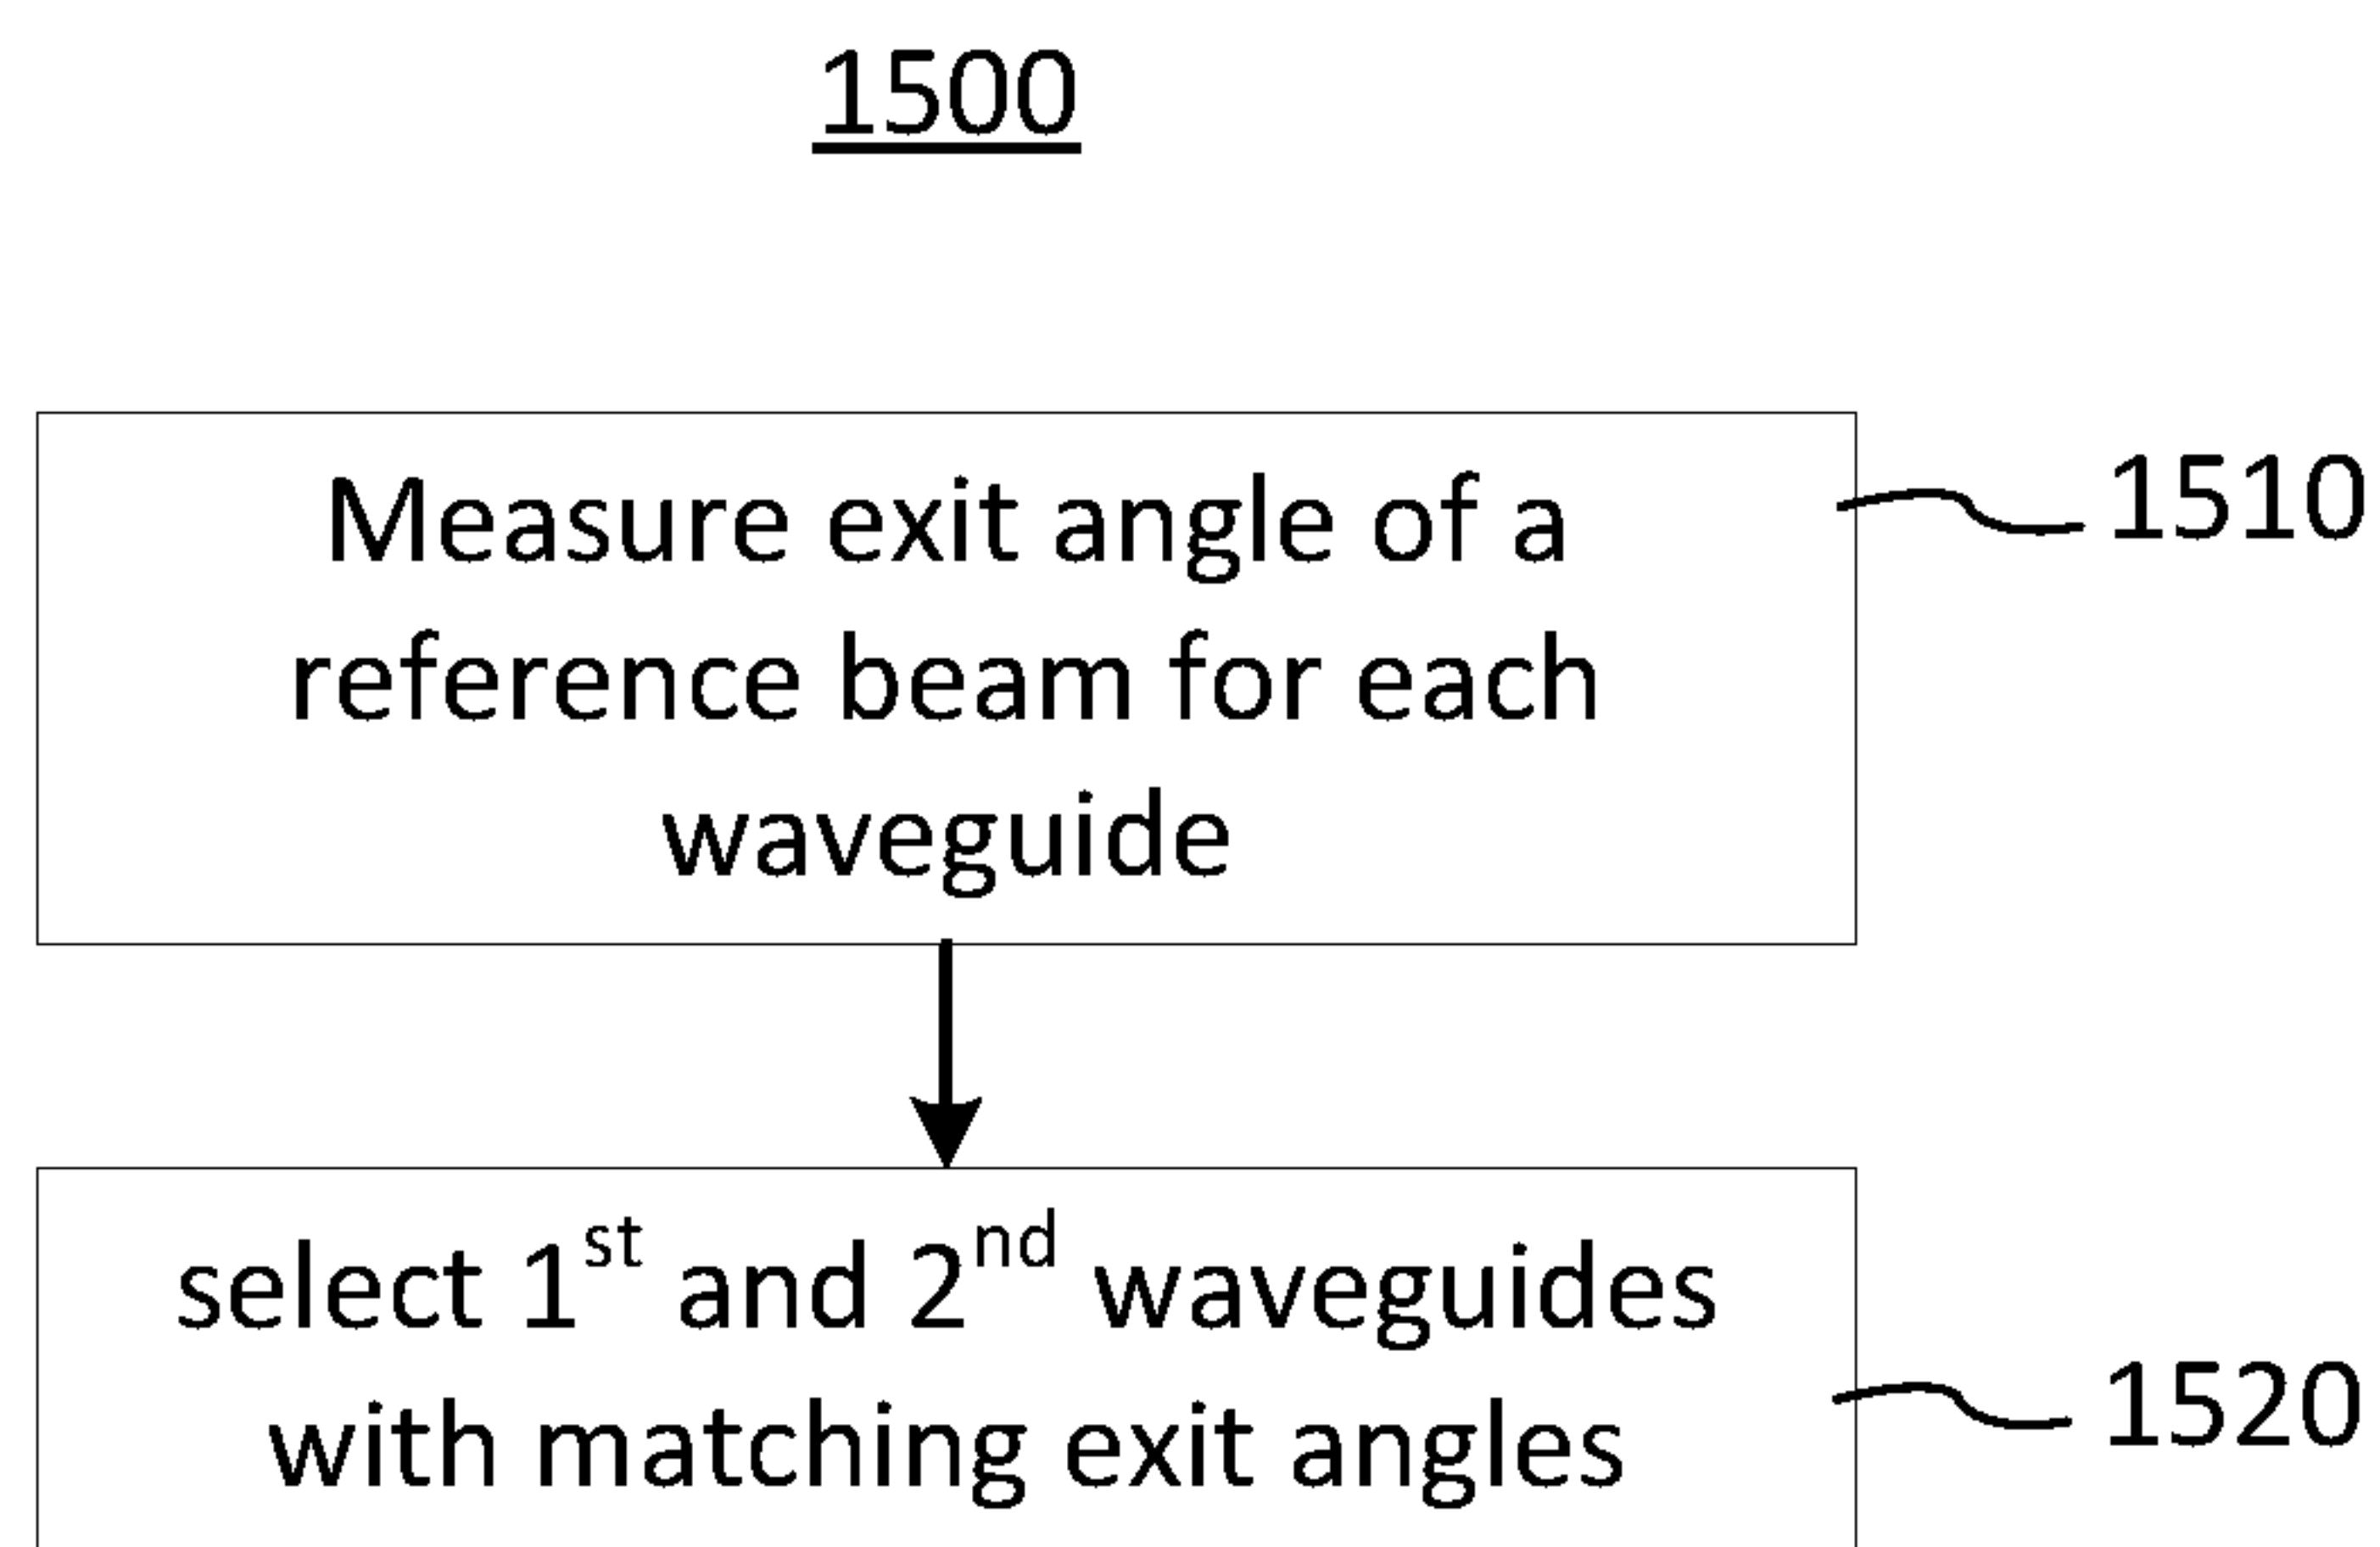 1500
Measure exit angle of a
1510
reference beam for each
waveguide
select 1st and 2nd waveguides
1520
with matching exit angles